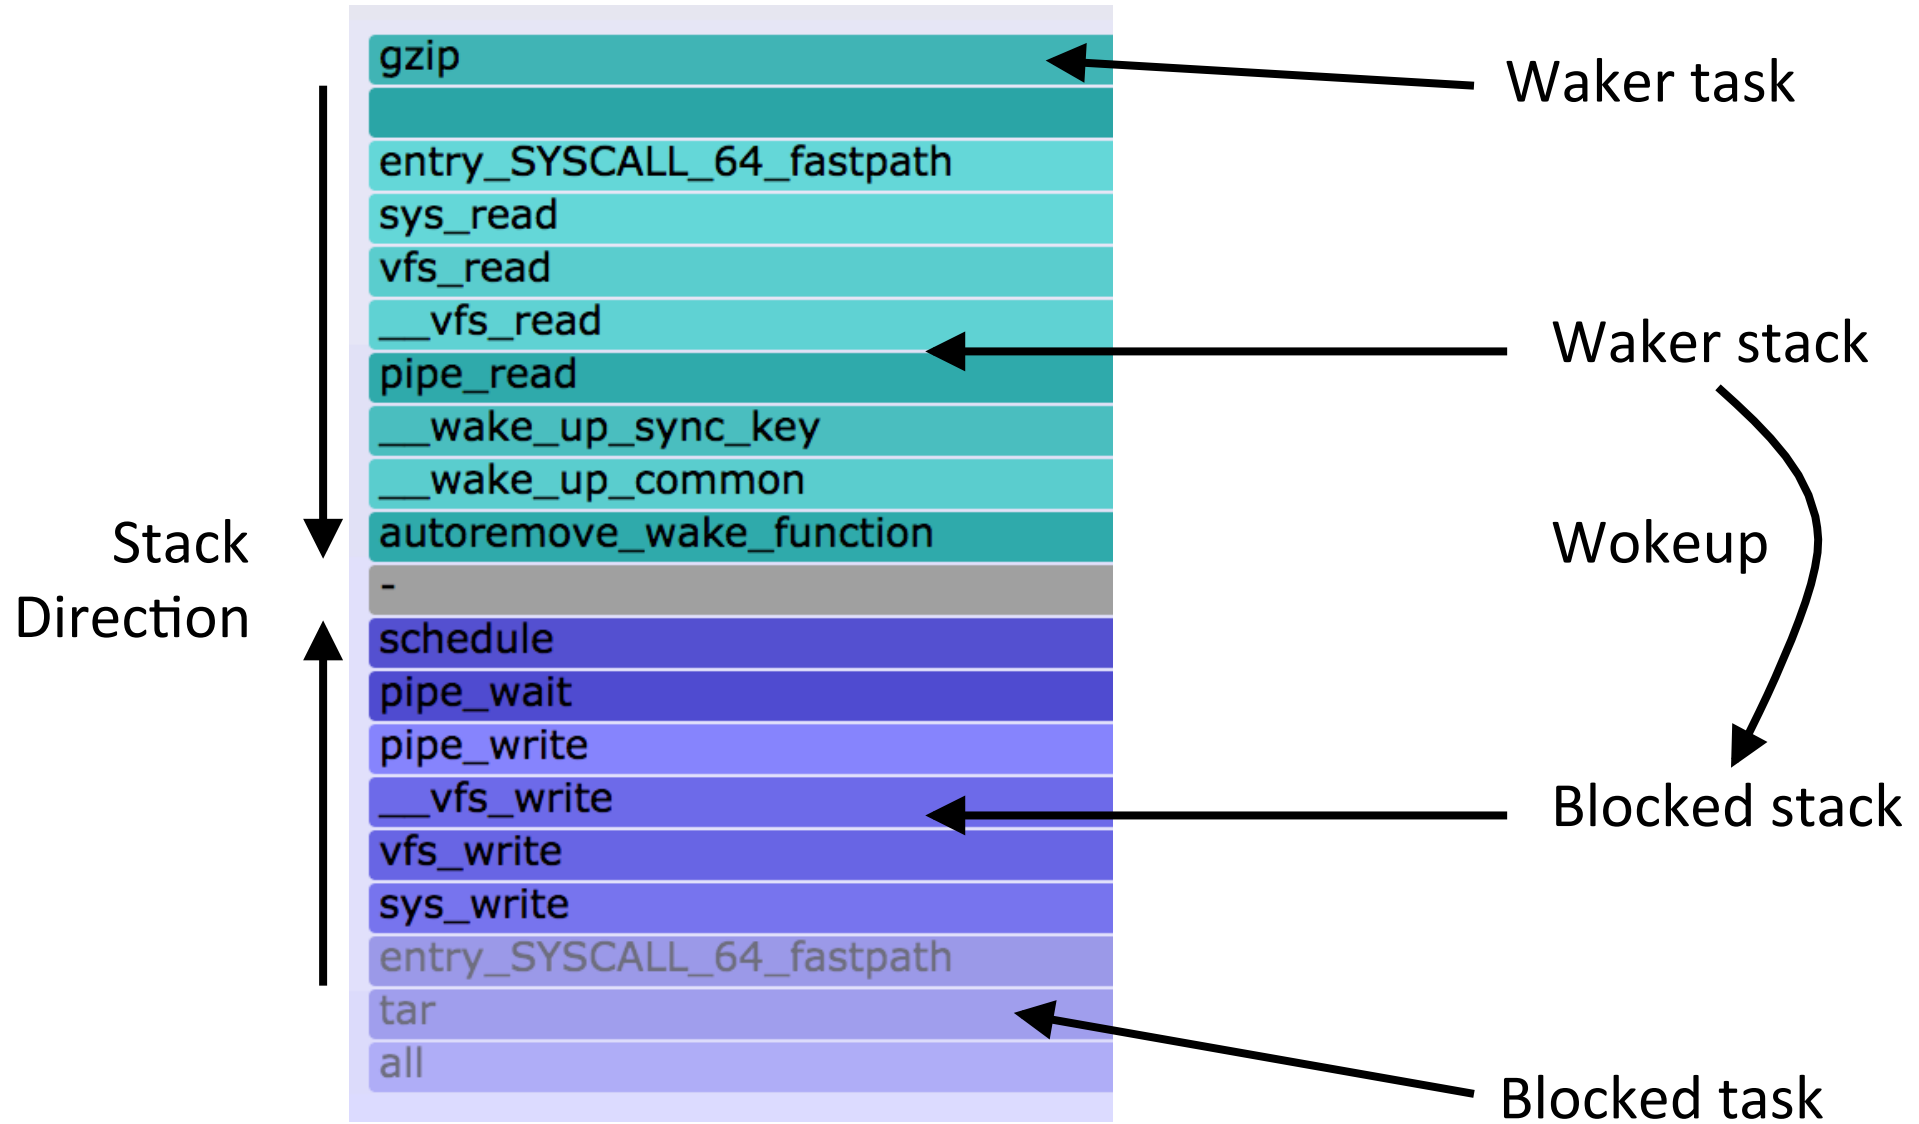 gzip
Waker task
entry_SYSCALL_64_fastpath
sys_read
vfs_read
__vfs_read
Waker stack
pipe_read
__wake_up_sync_key
__wake_up_common
autoremove_wake_function
Stack
Direction
Wokeup
-
schedule
pipe_wait
pipe_write
__vfs_write
Blocked stack
vfs_write
sys_write
entry_SYSCALL_64_fastpath
tar
all
Blocked task